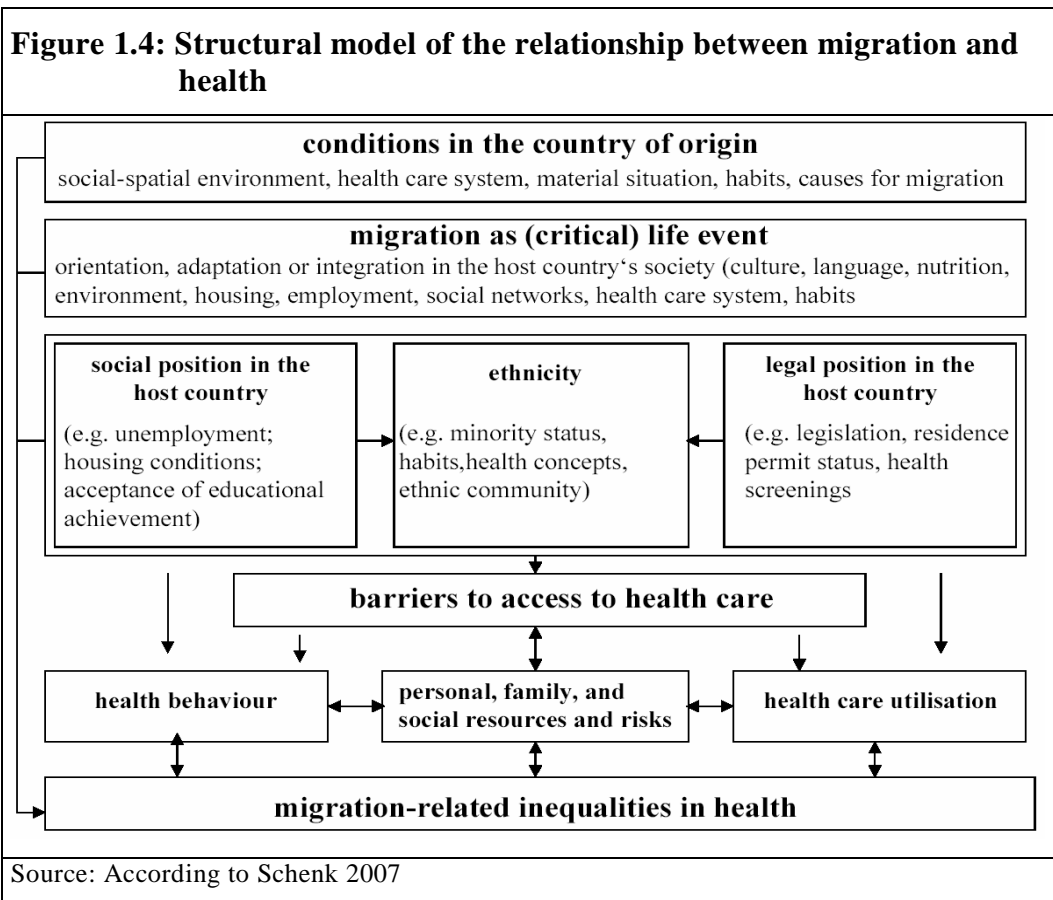 Figure 1.4: Structural model of the relationship between migration and
health
conditions in the country of origin
social-spatial environment, health care system, material situation, habits, causes for migration
migration as (critical) life event
orientation, adaptation or integration in the host country‘s society (culture, language, nutrition,
environment, housing, employment, social networks, health care system, habits
social position in the
host country
(e.g. unemployment;
housing conditions;
acceptance of educational
achievement)
ethnicity
(e.g. minority status,
habits,health concepts,
ethnic community)
legal position in the
host country
(e.g. legislation, residence
permit status, health
screenings
barriers to access to health care
health behaviour
personal, family, and
social resources and risks
health care utilisation
migration-related inequalities in health
Source: According to Schenk 2007